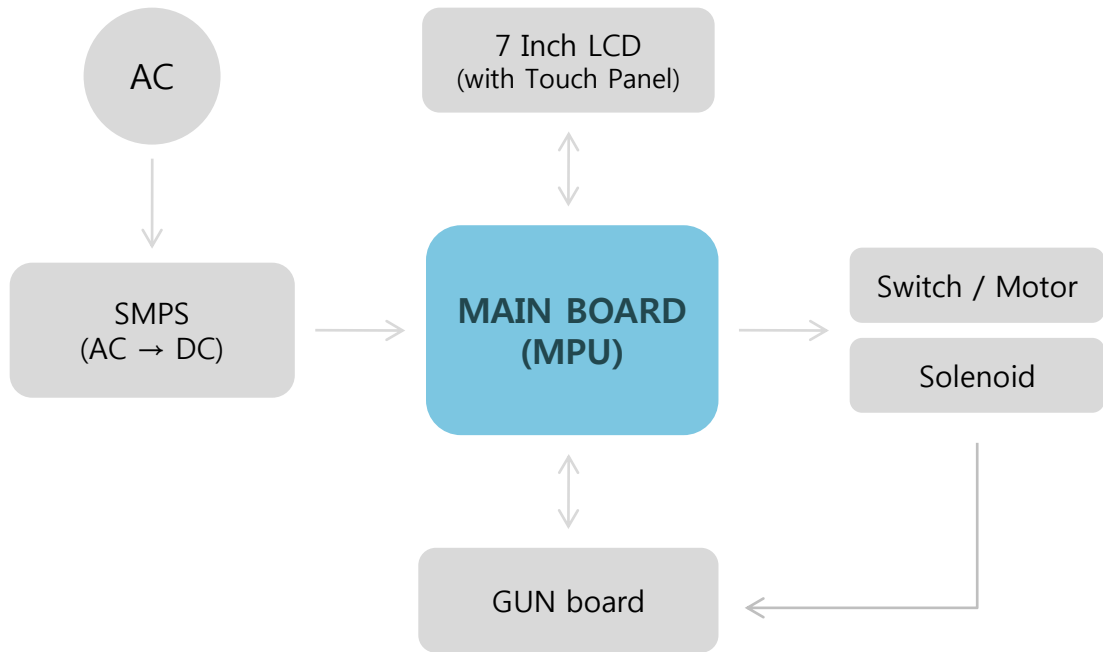 AC
7 Inch LCD
(with Touch Panel)
SMPS
(AC → DC)
MAIN BOARD
(MPU)
Switch / Motor
Solenoid
GUN board